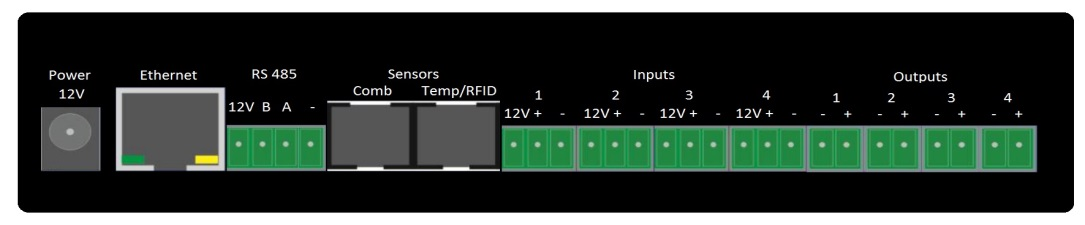 Power
12V
Ethernet
RS 485
12V B A -
Sensors
Comb Temp/RFID
Inputs
1 2 3 4
12V + - 12V + - 12V + - 12V + -
Outputs
1 2 3 4
- + - + - + - +